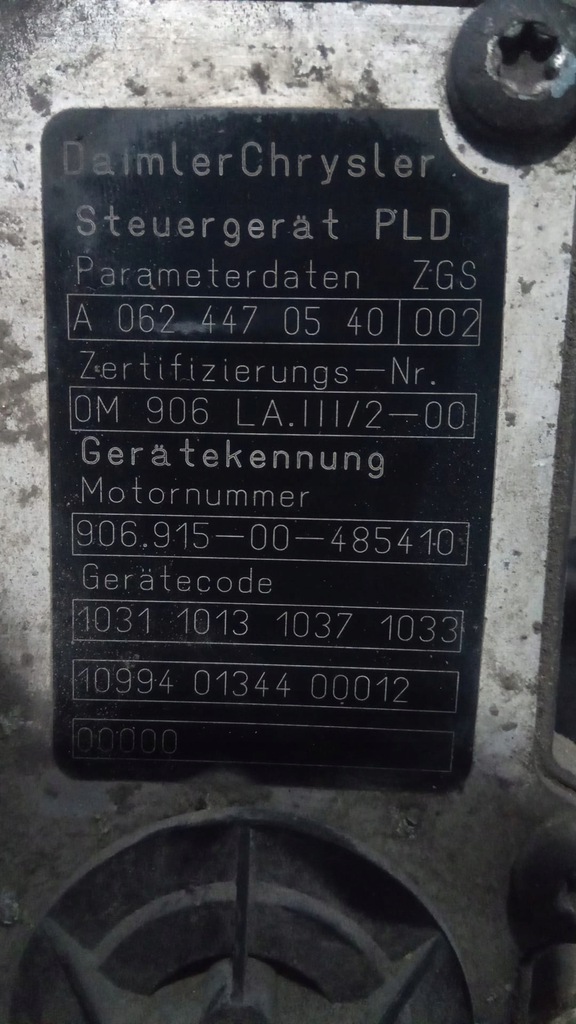 DaimlerChrysler
Steuergerät PLD
Parameterdaten ZGS
A 062 447 05 40 002
Zertifizierungs-Nr.
OM 906 LA.III/2-00
Gerätekennung
Motornummer
906.915-00-485410
Gerätecode
1031 1013 1037 1033
10994 01344 00012
00000